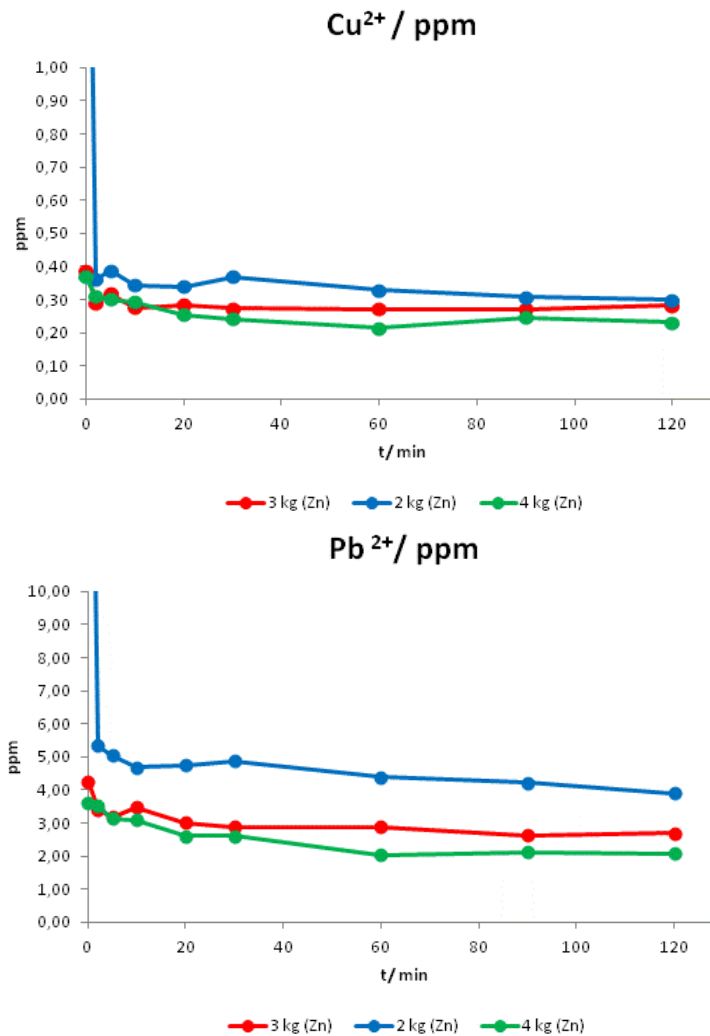 Cu²⁺ / ppm
1,00
0,90
0,80
0,70
0,60
0,50
0,40
0,30
0,20
0,10
0,00
ppm
0 20 40 60 80 100 120
t/ min
3 kg (Zn) 2 kg (Zn) 4 kg (Zn)
Pb ²⁺/ ppm
10,00
9,00
8,00
7,00
6,00
5,00
4,00
3,00
2,00
1,00
0,00
ppm
0 20 40 60 80 100 120
t/ min
3 kg (Zn) 2 kg (Zn) 4 kg (Zn)